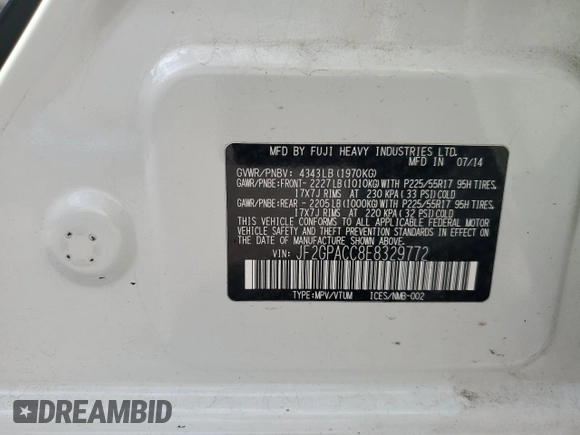 MFD BY FUJI HEAVY INDUSTRIES LTD.
MFD IN 07/14
GVWR/PNBV: 4343LB(1970KG)
GAWR/PNBE:FRONT- 2227LB(1010KG)WITH P225/55R17 95H TIRES,
17X7J RIMS AT 230 KPA(33 PSI)COLD
GAWR/PNBE:REAR - 2205LB(1000KG)WITH P225/55R17 95H TIRES,
17X7J RIMS AT 220 KPA(32 PSI)COLD
THIS VEHICLE CONFORMS TO ALL APPLICABLE FEDERAL MOTOR
VEHICLE SAFETY AND THEFT PREVENTION STANDARDS IN EFFECT
ON THE DATE OF MANUFACTURE SHOWN ABOVE.
VIN: JF2GPACC8E8329772
TYPE:MPV/VTUM ICES/NMB-002
DREAMBID